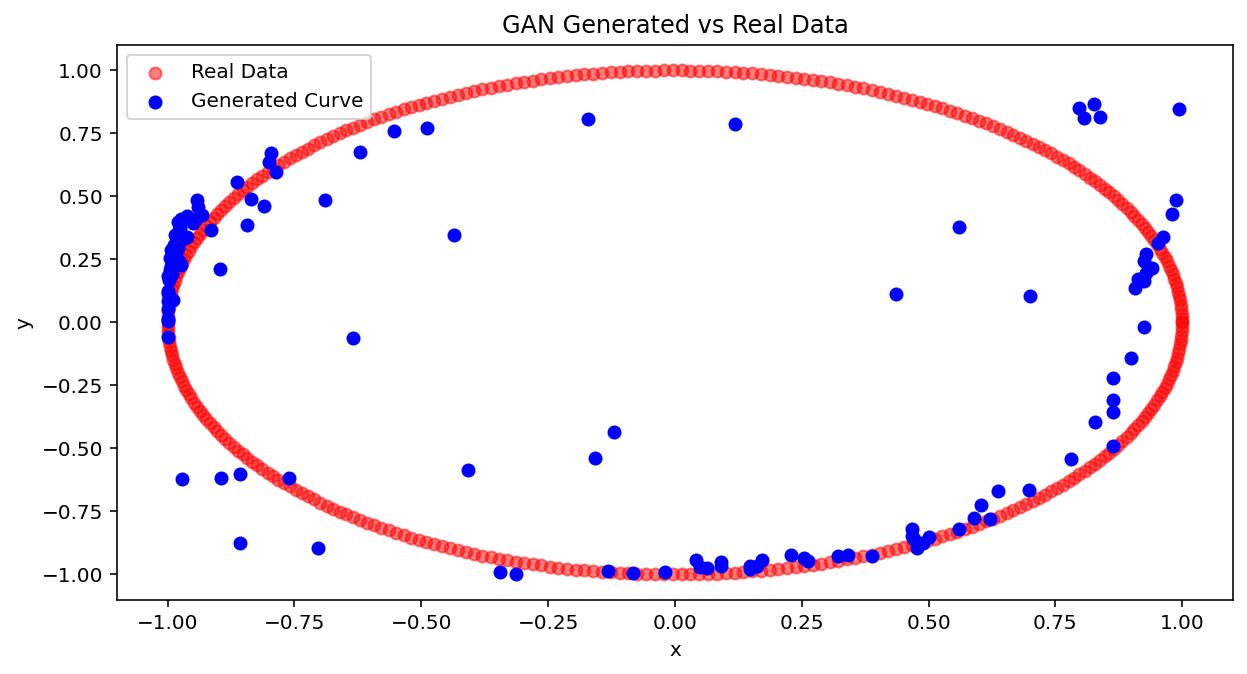 GAN Generated vs Real Data
Real Data
Generated Curve
1.00
0.75
0.50
0.25
0.00
−0.25
−0.50
−0.75
−1.00
y
−1.00 −0.75 −0.50 −0.25 0.00 0.25 0.50 0.75 1.00
x